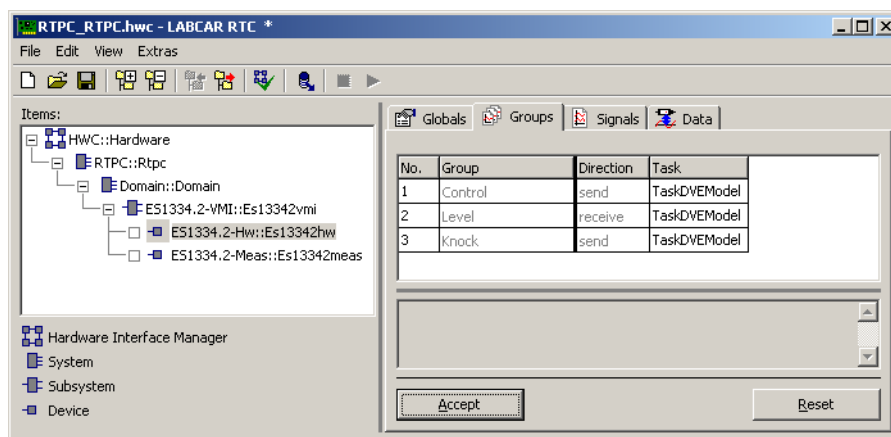 RTPC_RTPC.hwc - LABCAR RTC *
File Edit View Extras
Items:
HWC::Hardware
RTPC::Rtpc
Domain::Domain
ES1334.2-VMI::Es13342vmi
ES1334.2-Hw::Es13342hw
ES1334.2-Meas::Es13342meas
Hardware Interface Manager
System
Subsystem
Device
Globals Groups Signals Data
No. Group Direction Task
1 Control send TaskDVEModel
2 Level receive TaskDVEModel
3 Knock send TaskDVEModel
Accept Reset